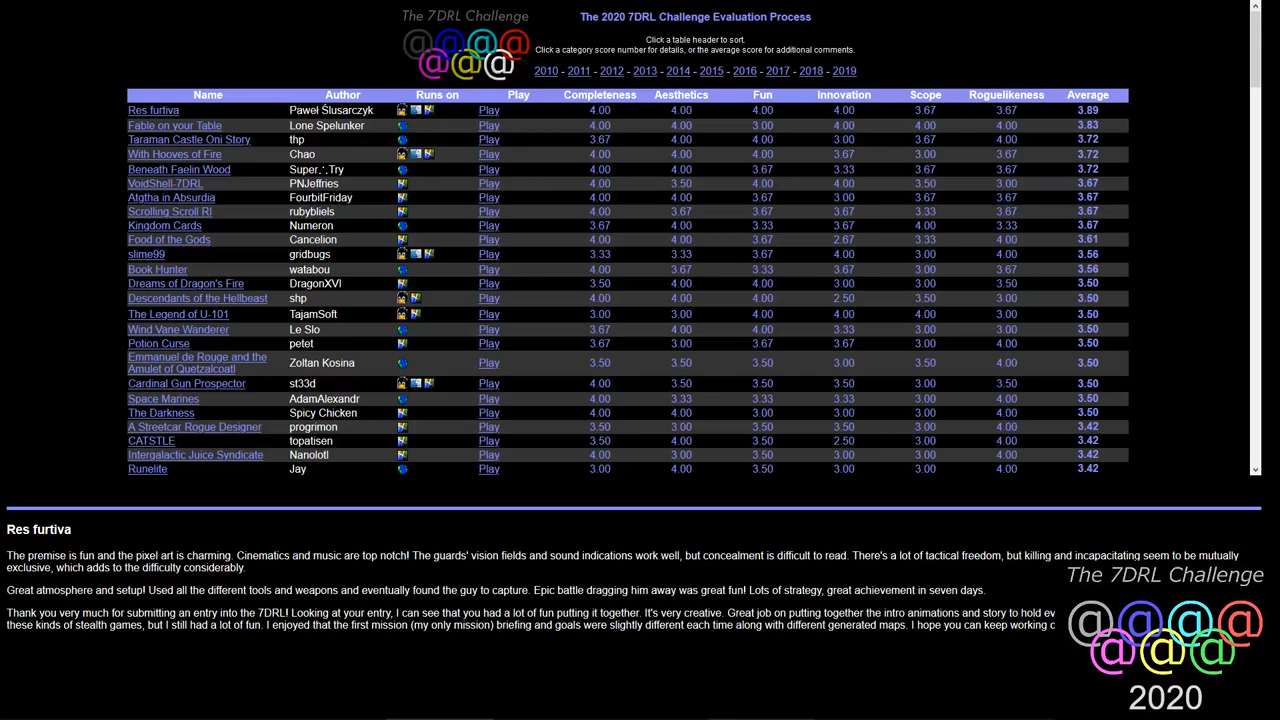 The 7DRL Challenge
The 2020 7DRL Challenge Evaluation Process
Click a table header to sort.
Click a category score number for details, or the average score for additional comments.
@@@@
@@@
2010 - 2011 - 2012 - 2013 - 2014 - 2015 - 2016 - 2017 - 2018 - 2019
Name Author Runs on Play Completeness Aesthetics Fun Innovation Scope Roguelikeness Average
Res furtiva Paweł Ślusarczyk Play 4.00 4.00 4.00 4.00 3.67 3.67 3.89
Fable on your Table Lone Spelunker Play 4.00 4.00 3.00 4.00 4.00 4.00 3.83
Taraman Castle Oni Story thp Play 3.67 4.00 4.00 3.67 3.00 4.00 3.72
With Hooves of Fire Chao Play 4.00 4.00 4.00 3.67 3.00 3.67 3.72
Beneath Faelin Wood Super⋰Try Play 4.00 4.00 3.67 3.33 3.67 3.67 3.72
VoidShell-7DRL PNJeffries Play 4.00 3.50 4.00 4.00 3.50 3.00 3.67
Atgtha in Absurdia FourbitFriday Play 4.00 4.00 3.67 3.67 3.00 3.67 3.67
Scrolling Scroll RI rubybliels Play 4.00 3.67 3.67 3.67 3.33 3.67 3.67
Kingdom Cards Numeron Play 3.67 4.00 3.33 3.67 4.00 3.33 3.67
Food of the Gods Cancelion Play 4.00 4.00 3.67 2.67 3.33 4.00 3.61
slime99 gridbugs Play 3.33 3.33 3.67 4.00 3.00 4.00 3.56
Book Hunter watabou Play 4.00 3.67 3.33 3.67 3.00 3.67 3.56
Dreams of Dragon's Fire DragonXVI Play 3.50 4.00 4.00 3.00 3.00 3.50 3.50
Descendants of the Hellbeast shp Play 4.00 4.00 4.00 2.50 3.50 3.00 3.50
The Legend of U-101 TajamSoft Play 3.00 3.00 4.00 4.00 3.00 4.00 3.50
Wind Vane Wanderer Le Slo Play 3.67 4.00 4.00 3.33 3.00 3.00 3.50
Potion Curse petet Play 3.67 3.00 3.67 3.67 3.00 4.00 3.50
Emmanuel de Rouge and the
Amulet of Quetzalcoatl Zoltan Kosina Play 3.50 3.50 3.50 3.00 3.50 4.00 3.50
Cardinal Gun Prospector st33d Play 4.00 3.50 3.50 3.50 3.00 3.50 3.50
Space Marines AdamAlexandr Play 4.00 3.33 3.33 3.33 3.00 4.00 3.50
The Darkness Spicy Chicken Play 4.00 4.00 3.00 3.00 3.00 4.00 3.50
A Streetcar Rogue Designer progrimon Play 3.50 3.00 3.50 3.50 3.00 4.00 3.42
CATSTLE topatisen Play 3.50 4.00 3.50 2.50 3.00 4.00 3.42
Intergalactic Juice Syndicate Nanolotl Play 4.00 3.00 3.50 3.00 3.00 4.00 3.42
Runelite Jay Play 3.00 4.00 3.50 3.00 3.00 4.00 3.42
Res furtiva
The premise is fun and the pixel art is charming. Cinematics and music are top notch! The guards' vision fields and sound indications work well, but concealment is difficult to read. There's a lot of tactical freedom, but killing and incapacitating seem to be mutually
exclusive, which adds to the difficulty considerably.
Great atmosphere and setup! Used all the different tools and weapons and eventually found the guy to capture. Epic battle dragging him away was great fun! Lots of strategy, great achievement in seven days.
Thank you very much for submitting an entry into the 7DRL! Looking at your entry, I can see that you had a lot of fun putting it together. It's very creative. Great job on putting together the intro animations and story to hold
these kinds of stealth games, but I still had a lot of fun. I enjoyed that the first mission (my only mission) briefing and goals were slightly different each time along with different generated maps. I hope you can keep working
The 7DRL Challenge
@@@@
@@@
2020